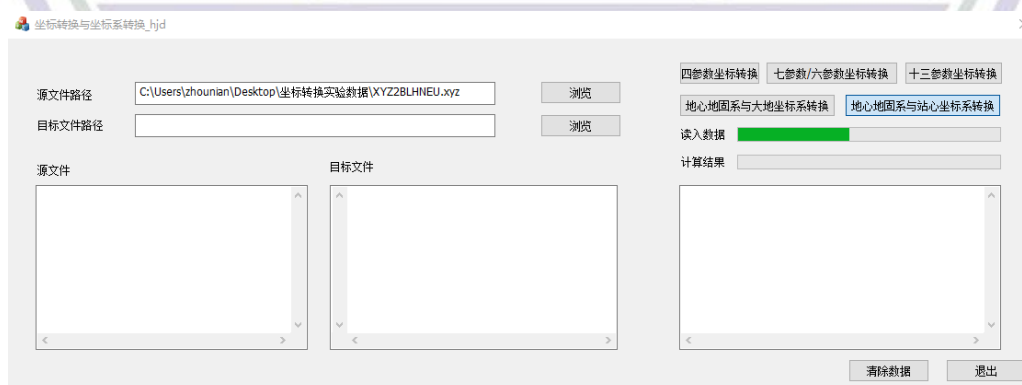 坐标转换与坐标系转换_hjd
四参数坐标转换 七参数/六参数坐标转换 十三参数坐标转换
源文件路径 C:\Users\zhounian\Desktop\坐标转换实验数据\XYZ2BLHNEU.xyz 浏览
地心地固系与大地坐标系转换 地心地固系与站心坐标系转换
目标文件路径 浏览
读入数据
计算结果
源文件 目标文件
清除数据 退出